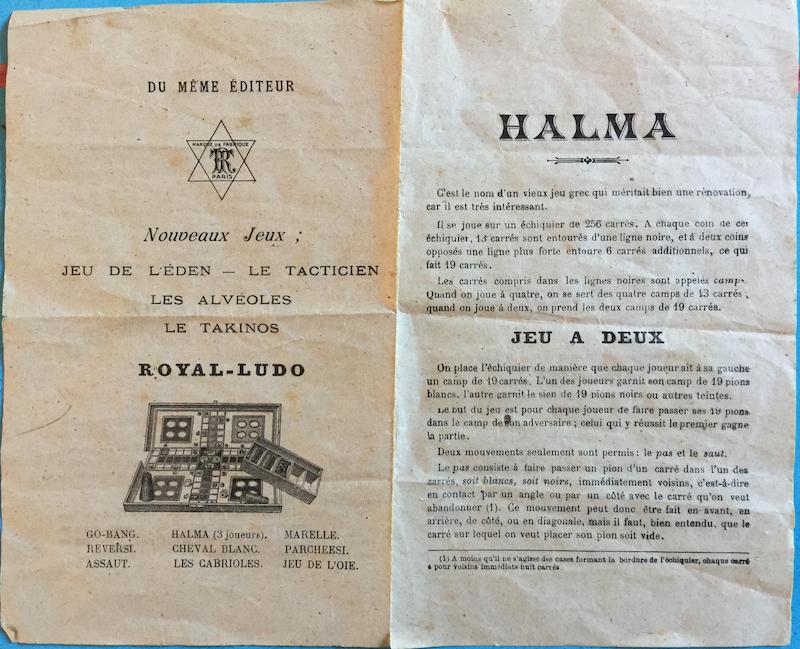 DU MÊME ÉDITEUR
MARQUE DE FABRIQUE
TR
PARIS
Nouveaux Jeux ;
JEU DE L'ÉDEN — LE TACTICIEN
LES ALVÉOLES
LE TAKINOS
ROYAL-LUDO
GO-BANG. HALMA (3 joueurs). MARELLE.
REVERSI. CHEVAL BLANC. PARCHEESI.
ASSAUT. LES CABRIOLES. JEU DE L'OIE.
HALMA
C'est le nom d'un vieux jeu grec qui méritait bien une rénovation,
car il est très intéressant.
Il se joue sur un échiquier de 256 carrés. A chaque coin de cet
échiquier, 13 carrés sont entourés d'une ligne noire, et à deux coins
opposés une ligne plus forte entoure 6 carrés additionnels, ce qui
fait 19 carrés.
Les carrés compris dans les lignes noires sont appelés camps.
Quand on joue à quatre, on se sert des quatre camps de 13 carrés ;
quand on joue à deux, on prend les deux camps de 19 carrés.
JEU A DEUX
On place l'échiquier de manière que chaque joueur ait à sa gauche
un camp de 19 carrés. L'un des joueurs garnit son camp de 19 pions
blancs, l'autre garnit le sien de 19 pions noirs ou autres teintes.
Le but du jeu est pour chaque joueur de faire passer ses 19 pions
dans le camp de son adversaire ; celui qui y réussit le premier gagne
la partie.
Deux mouvements seulement sont permis : le pas et le saut.
Le pas consiste à faire passer un pion d'un carré dans l'un des
carrés, soit blancs, soit noirs, immédiatement voisins, c'est-à-dire
en contact par un angle ou par un côté avec le carré qu'on veut
abandonner (1). Ce mouvement peut donc être fait en avant, en
arrière, de côté, ou en diagonale, mais il faut, bien entendu, que le
carré sur lequel on veut placer son pion soit vide.
(1) A moins qu'il ne s'agisse des cases formant la bordure de l'échiquier, chaque carré
a pour voisins immédiats huit carrés.